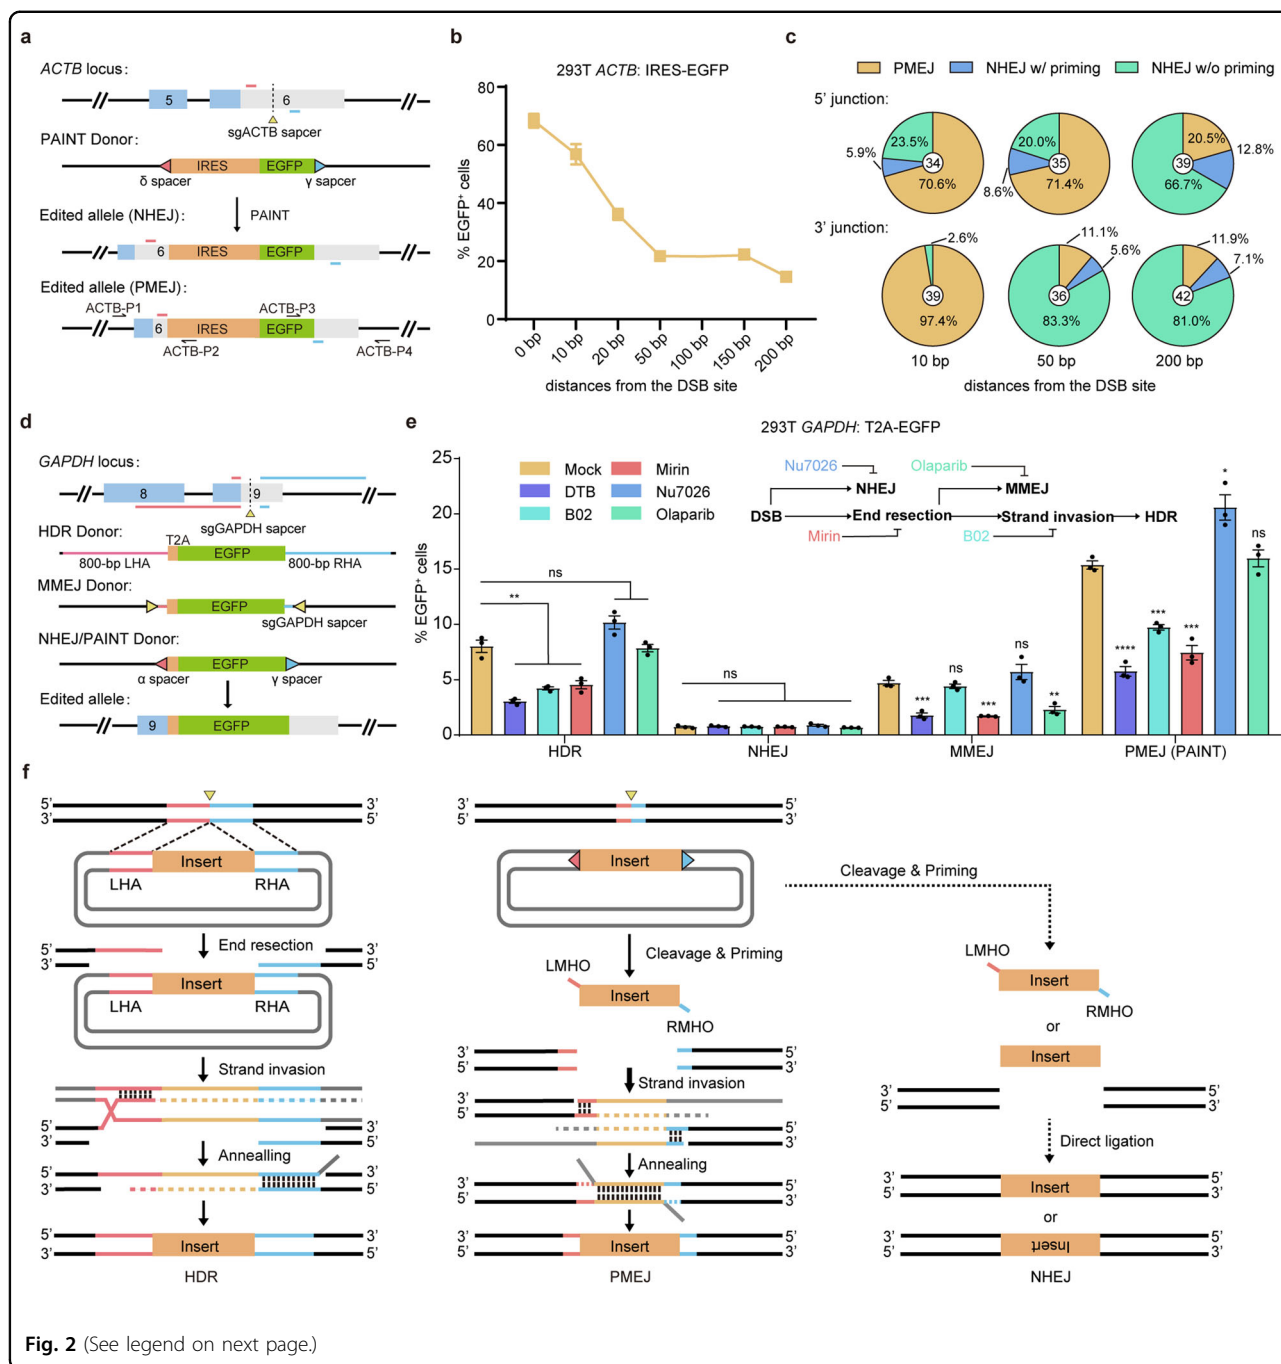 a
ACTB locus:
5
6
sgACTB sapcer
PAINT Donor:
IRES
EGFP
δ spacer
γ sapcer
Edited allele (NHEJ):
PAINT
6
IRES
EGFP
Edited allele (PMEJ):
ACTB-P1
ACTB-P3
6
IRES
EGFP
ACTB-P2
ACTB-P4
b
293T ACTB: IRES-EGFP
% EGFP+ cells
80
60
40
20
0
0 bp
10 bp
20 bp
50 bp
100 bp
150 bp
200 bp
distances from the DSB site
c
PMEJ
NHEJ w/ priming
NHEJ w/o priming
5' junction:
23.5%
5.9%
34
70.6%
20.0%
8.6%
35
71.4%
20.5%
12.8%
39
66.7%
3' junction:
2.6%
39
97.4%
11.1%
5.6%
36
83.3%
11.9%
7.1%
42
81.0%
10 bp
50 bp
200 bp
distances from the DSB site
d
GAPDH locus:
8
9
sgGAPDH sapcer
HDR Donor:
T2A
EGFP
800-bp LHA
800-bp RHA
MMEJ Donor:
EGFP
sgGAPDH sapcer
NHEJ/PAINT Donor:
EGFP
α spacer
γ spacer
Edited allele:
9
EGFP
e
293T GAPDH: T2A-EGFP
% EGFP+ cells
25
20
15
10
5
0
Mock
Mirin
DTB
Nu7026
B02
Olaparib
Nu7026
Olaparib
NHEJ
MMEJ
DSB
End resection
Strand invasion
HDR
Mirin
B02
ns
**
ns
***
ns
***
ns
**
****
***
***
*
ns
HDR
NHEJ
MMEJ
PMEJ (PAINT)
f
5'
3'
3'
5'
Insert
LHA
RHA
End resection
5'
3'
3'
5'
Insert
LHA
RHA
Strand invasion
5'
3'
3'
5'
Annealling
5'
3'
3'
5'
5'
3'
3'
5'
Insert
HDR
5'
3'
3'
5'
Insert
Cleavage & Priming
LMHO
Insert
RMHO
3'
5'
5'
3'
Strand invasion
3'
5'
5'
3'
Annealing
3'
5'
5'
3'
3'
5'
5'
3'
Insert
PMEJ
Cleavage & Priming
LMHO
Insert
RMHO
or
Insert
5'
5'
3'
3'
Direct ligation
5'
5'
3'
3'
Insert
or
5'
5'
3'
3'
Insert
NHEJ
Fig. 2 (See legend on next page.)